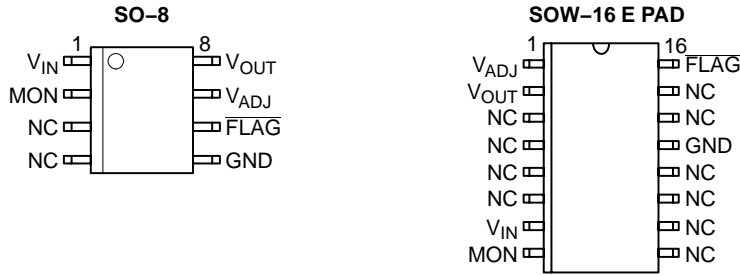 SO–8
1 8
VIN VOUT
MON VADJ
NC FLAG
NC GND
SOW–16 E PAD
1 16
VADJ FLAG
VOUT NC
NC NC
NC GND
NC NC
NC NC
VIN NC
MON NC